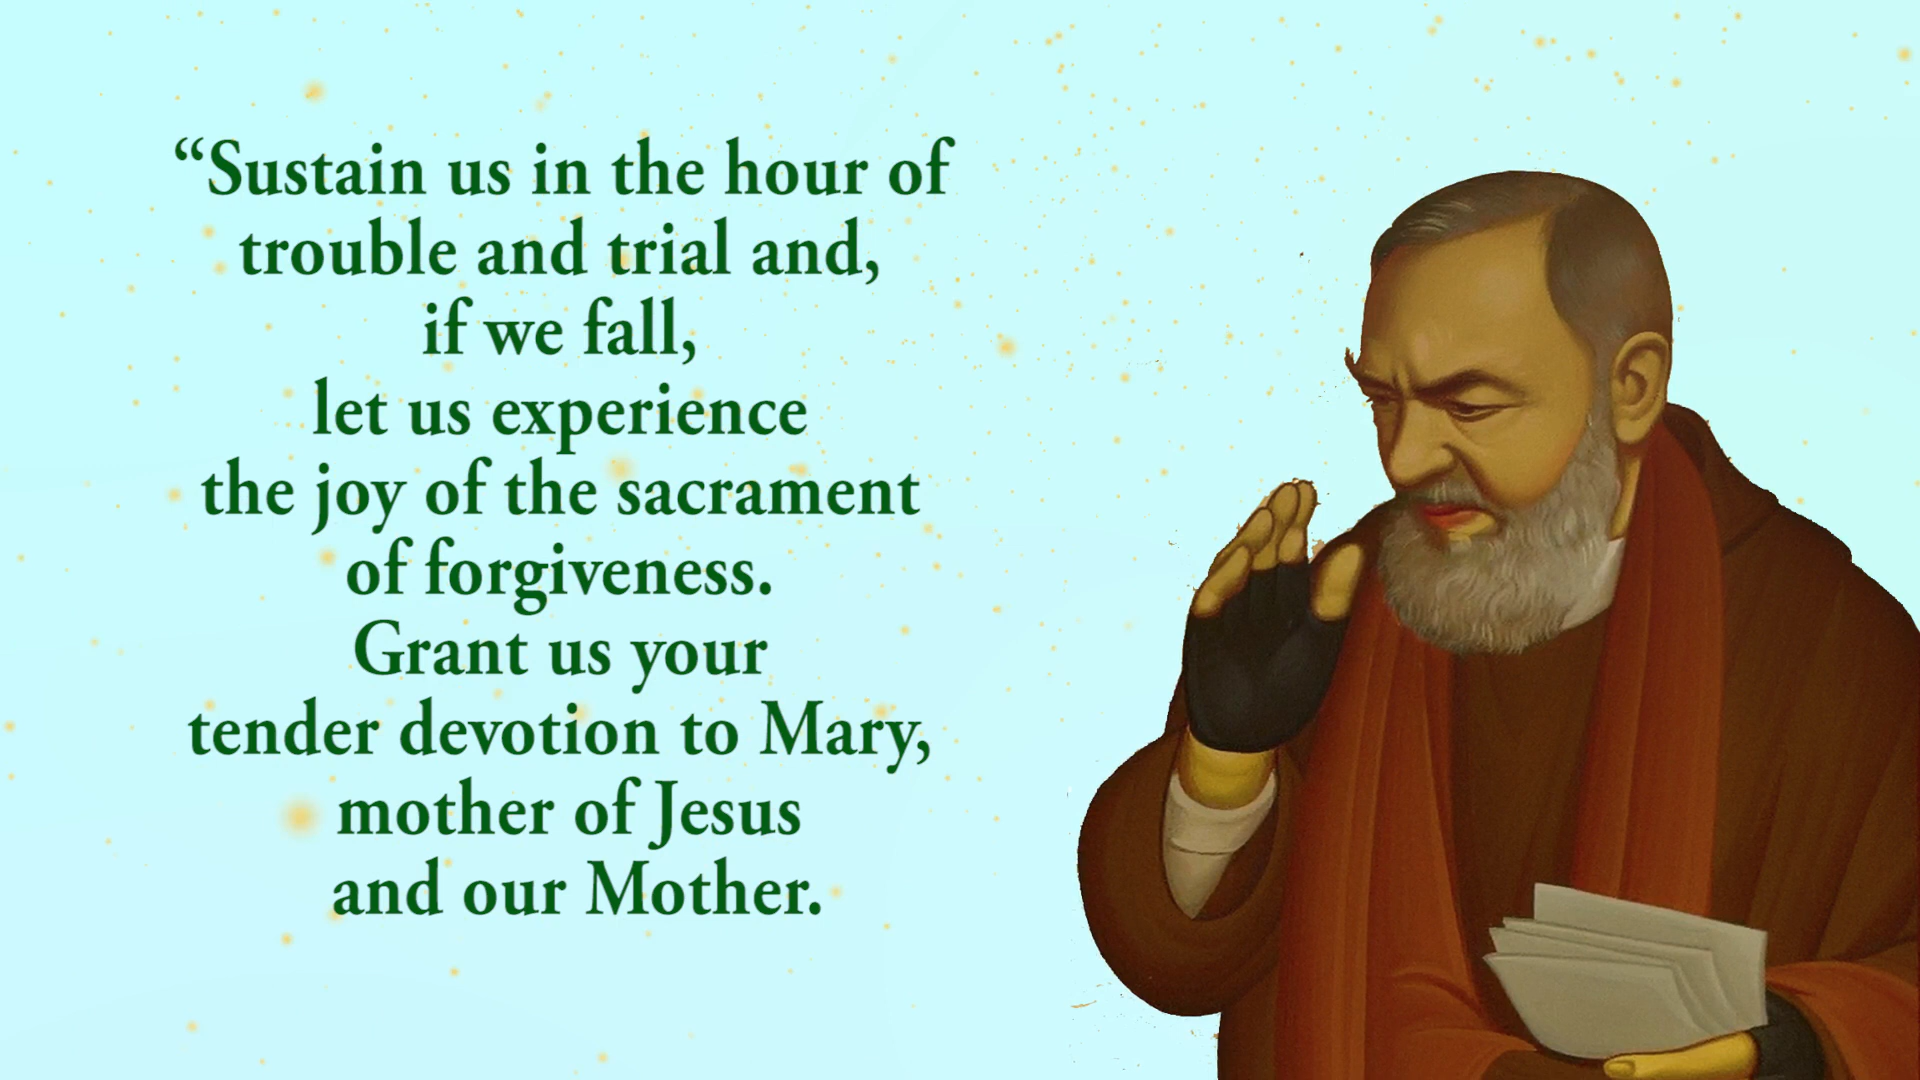 “Sustain us in the hour of
trouble and trial and,
if we fall,
let us experience
the joy of the sacrament
of forgiveness.
Grant us your
tender devotion to Mary,
mother of Jesus
and our Mother.